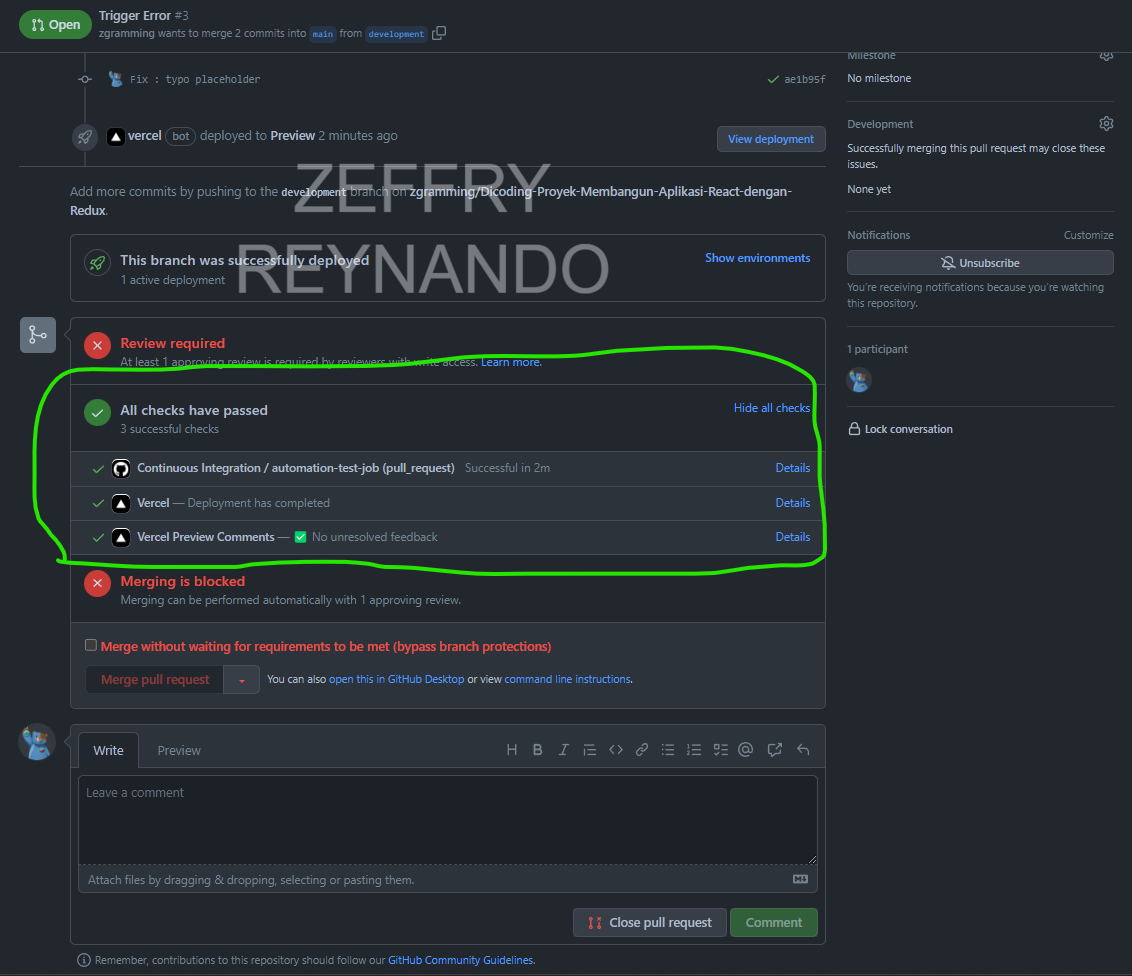 Open
Trigger Error #3
zgramming wants to merge 2 commits into main from development
Milestone
No milestone
Fix : typo placeholder
ae1b95f
vercel bot deployed to Preview 2 minutes ago
View deployment
Development
Successfully merging this pull request may close these
issues.
None yet
ZEFFRY
REYNANDO
Add more commits by pushing to the development branch on zgramming/Dicoding-Proyek-Membangun-Aplikasi-React-dengan-
Redux.
This branch was successfully deployed
1 active deployment
Show environments
Notifications
Customize
Unsubscribe
You're receiving notifications because you're watching
this repository.
Review required
At least 1 approving review is required by reviewers with write access. Learn more.
1 participant
All checks have passed
3 successful checks
Hide all checks
Lock conversation
Continuous Integration / automation-test-job (pull_request) Successful in 2m
Details
Vercel — Deployment has completed
Details
Vercel Preview Comments — ✅ No unresolved feedback
Details
Merging is blocked
Merging can be performed automatically with 1 approving review.
Merge without waiting for requirements to be met (bypass branch protections)
Merge pull request
You can also open this in GitHub Desktop or view command line instructions.
Write
Preview
Leave a comment
Attach files by dragging & dropping, selecting or pasting them.
Close pull request
Comment
Remember, contributions to this repository should follow our GitHub Community Guidelines.